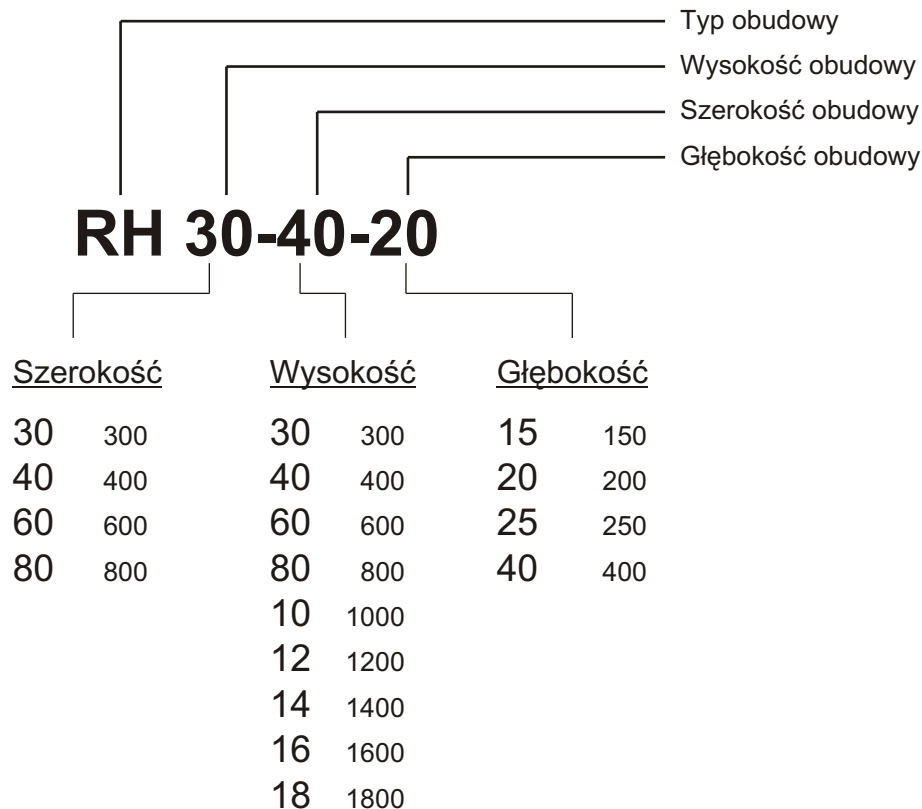 Typ obudowy
Wysokość obudowy
Szerokość obudowy
Głębokość obudowy
RH 30-40-20
Szerokość Wysokość Głębokość
30 300 30 300 15 150
40 400 40 400 20 200
60 600 60 600 25 250
80 800 80 800 40 400
10 1000
12 1200
14 1400
16 1600
18 1800